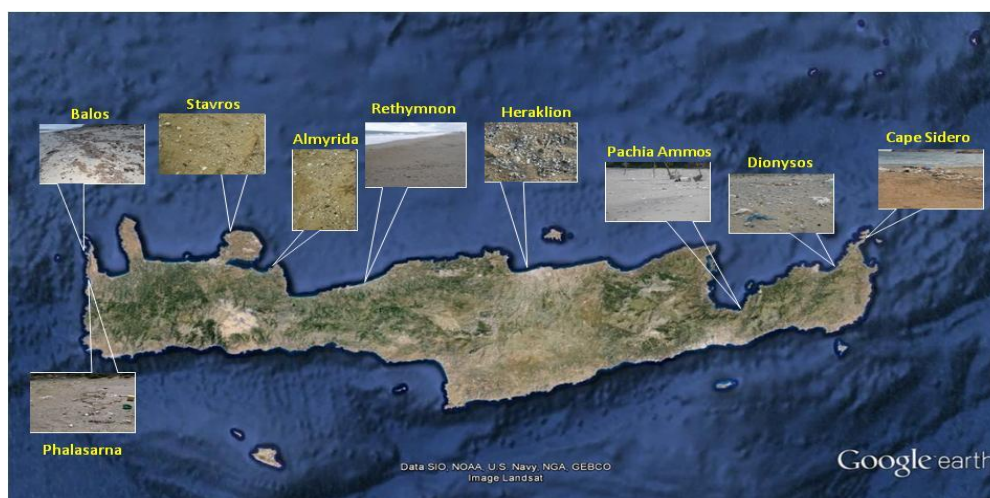 Balos
Stavros
Almyrida
Rethymnon
Heraklion
Pachia Ammos
Dionysos
Cape Sidero
Phalasarna
Data SIO, NOAA, U.S. Navy, NGA, GEBCO
Image Landsat
Google earth